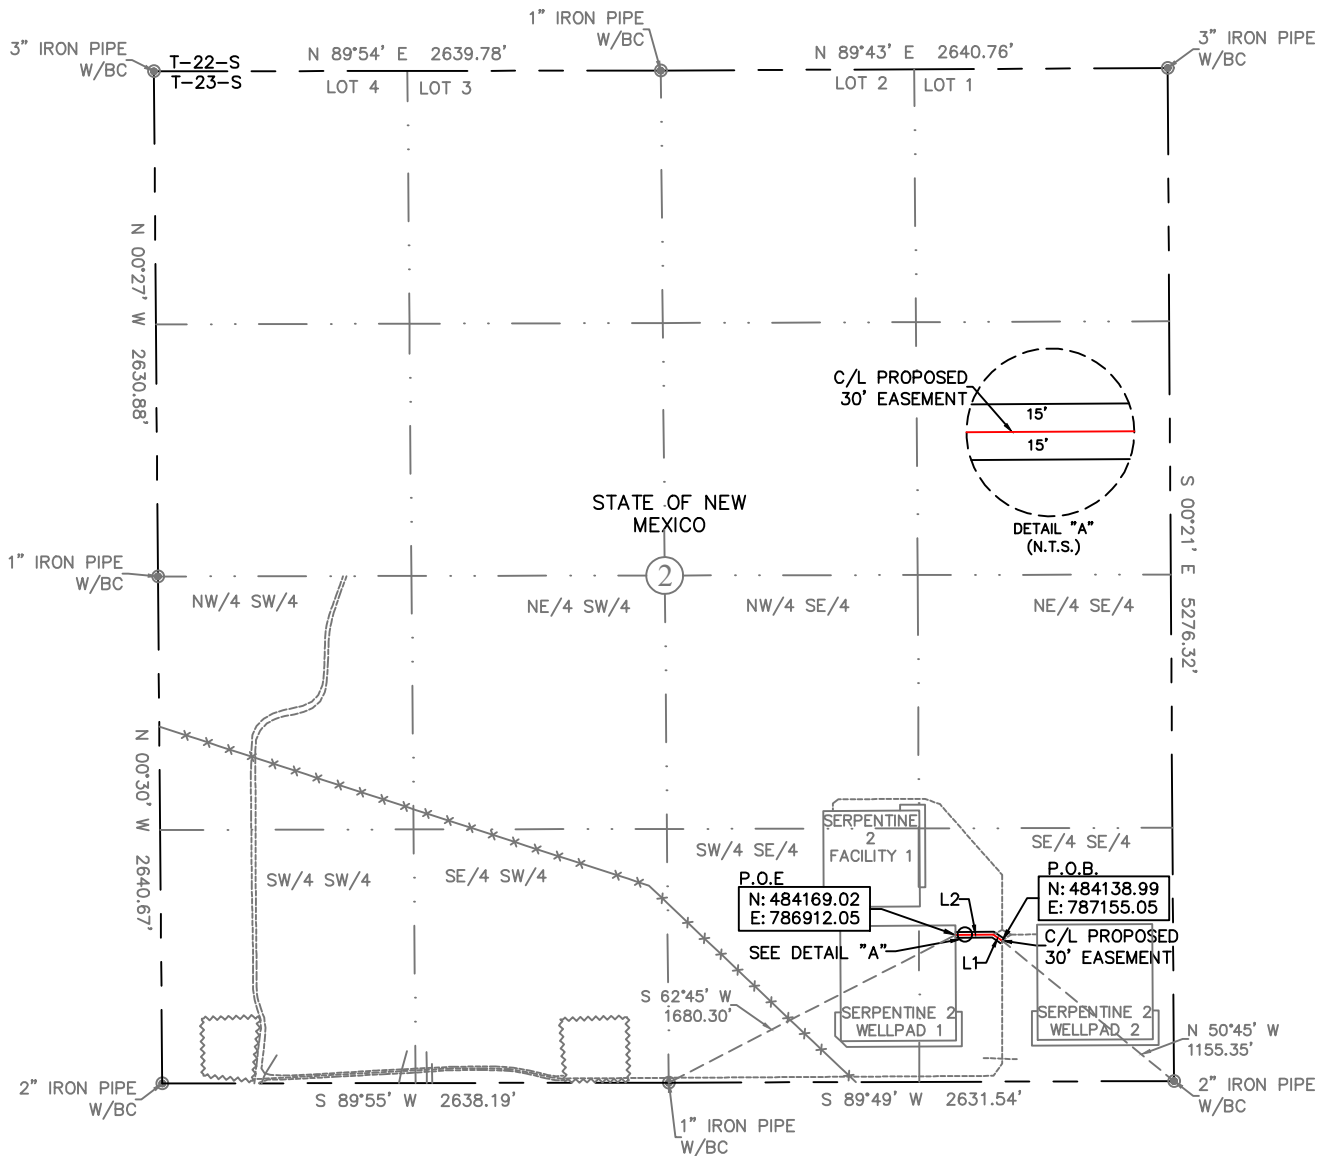 1" IRON PIPE
W/BC
3" IRON PIPE
W/BC
N 89°54' E 2639.78'
N 89°43' E 2640.76'
3" IRON PIPE
W/BC
T-22-S
T-23-S
LOT 4
LOT 3
LOT 2
LOT 1
N 00°27' W 2630.88'
C/L PROPOSED
30' EASEMENT
15'
15'
DETAIL "A"
(N.T.S.)
STATE OF NEW
MEXICO
S 00°21' E 5276.32'
1" IRON PIPE
W/BC
2
NW/4 SW/4
NE/4 SW/4
NW/4 SE/4
NE/4 SE/4
N 00°30' W 2640.67'
SERPENTINE
2
FACILITY 1
SW/4 SW/4
SE/4 SW/4
SW/4 SE/4
SE/4 SE/4
P.O.E
N: 484169.02
E: 786912.05
L2
P.O.B.
N: 484138.99
E: 787155.05
SEE DETAIL "A"
L1
C/L PROPOSED
30' EASEMENT
S 62°45' W
1680.30'
SERPENTINE 2
WELLPAD 1
SERPENTINE 2
WELLPAD 2
N 50°45' W
1155.35'
2" IRON PIPE
W/BC
S 89°55' W 2638.19'
S 89°49' W 2631.54'
2" IRON PIPE
W/BC
1" IRON PIPE
W/BC